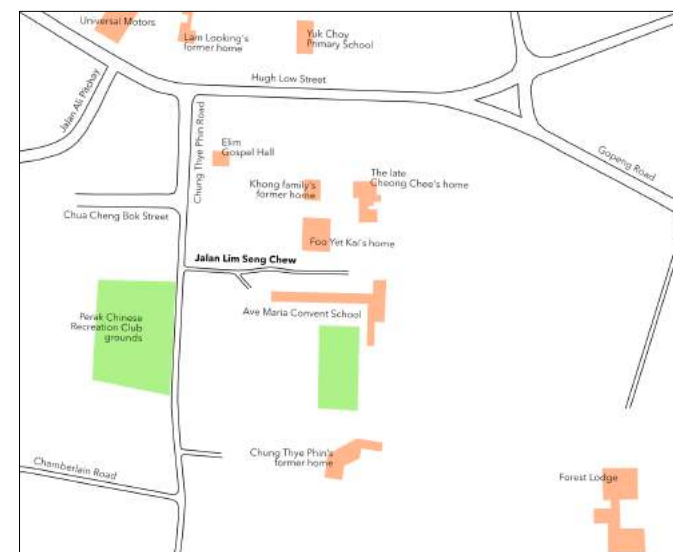 Universal Motors
Lam Looking's
former home
Yuk Choy
Primary School
Hugh Low Street
Jalan Ali Pitchay
Chung Thye Phin Road
Elim
Gospel Hall
Gopeng Road
Khong family's
former home
The late
Cheong Chee's home
Chua Cheng Bok Street
Foo Yet Kai's home
Jalan Lim Seng Chew
Perak Chinese
Recreation Club
grounds
Ave Maria Convent School
Chung Thye Phin's
former home
Chamberlain Road
Forest Lodge